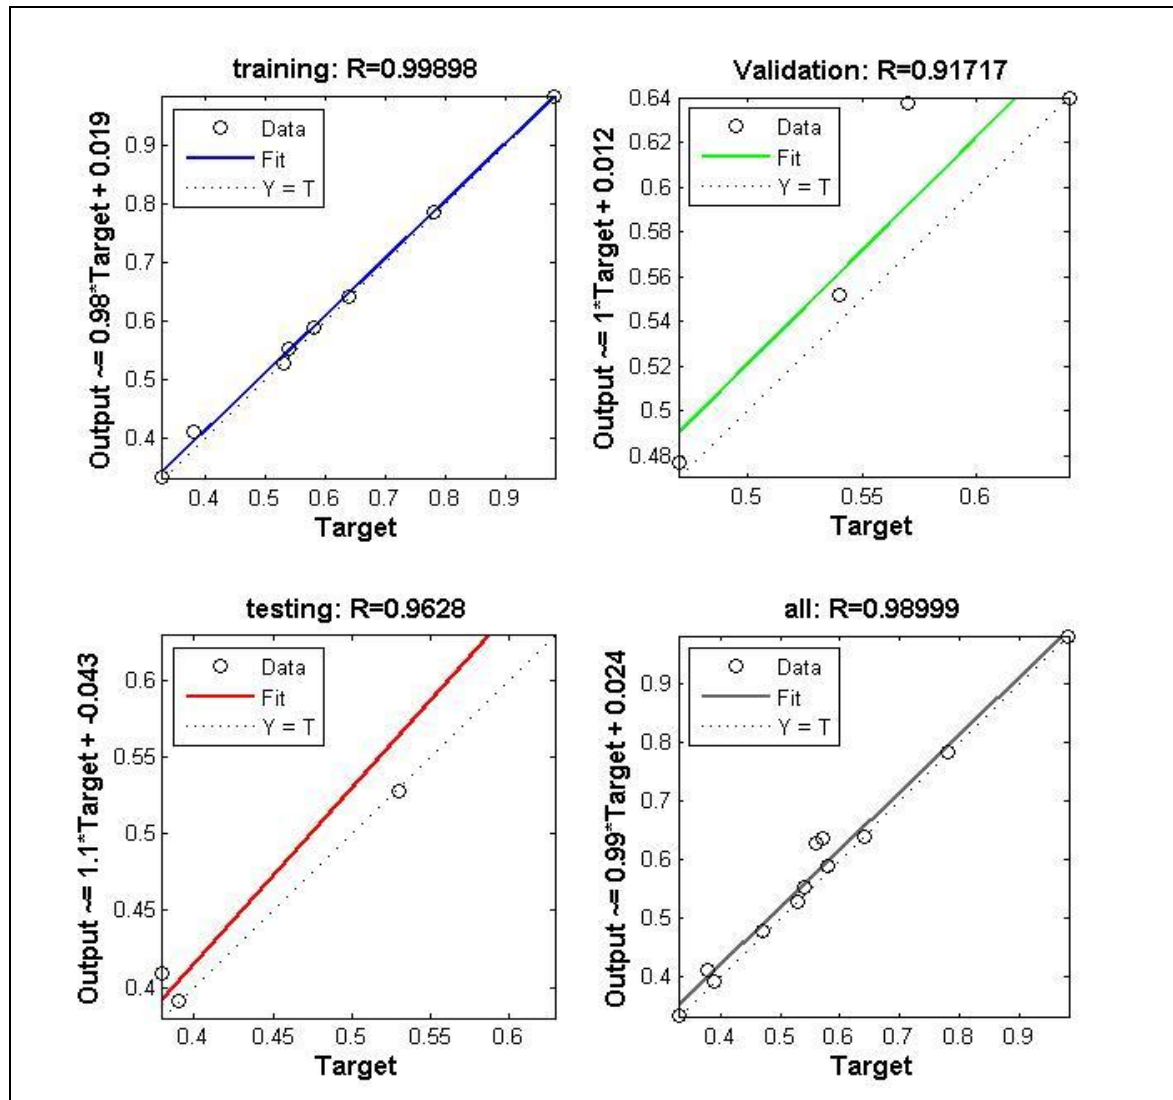 training: R=0.99898
Output ~= 0.98*Target + 0.019
Data
Fit
Y = T
0.9
0.8
0.7
0.6
0.5
0.4
0.4 0.5 0.6 0.7 0.8 0.9
Target
Validation: R=0.91717
Output ~= 1*Target + 0.012
Data
Fit
Y = T
0.64
0.62
0.6
0.58
0.56
0.54
0.52
0.5
0.48
0.5 0.55 0.6
Target
testing: R=0.9628
Output ~= 1.1*Target + -0.043
Data
Fit
Y = T
0.6
0.55
0.5
0.45
0.4
0.4 0.45 0.5 0.55 0.6
Target
all: R=0.98999
Output ~= 0.99*Target + 0.024
Data
Fit
Y = T
0.9
0.8
0.7
0.6
0.5
0.4
0.4 0.5 0.6 0.7 0.8 0.9
Target